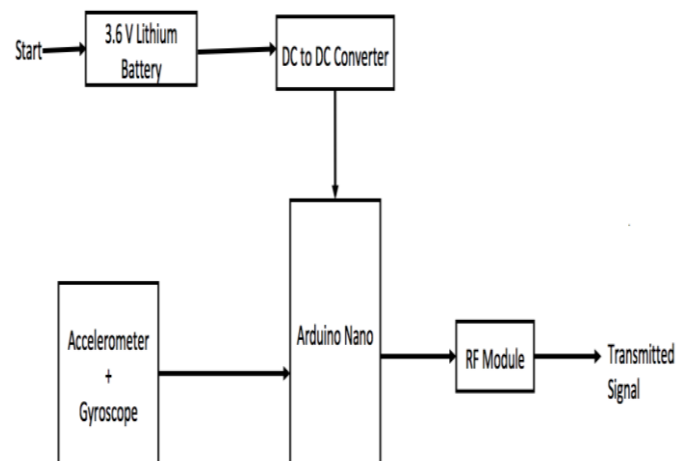 Start
3.6 V Lithium
Battery
DC to DC Converter
Accelerometer
+
Gyroscope
Arduino Nano
RF Module
Transmitted
Signal